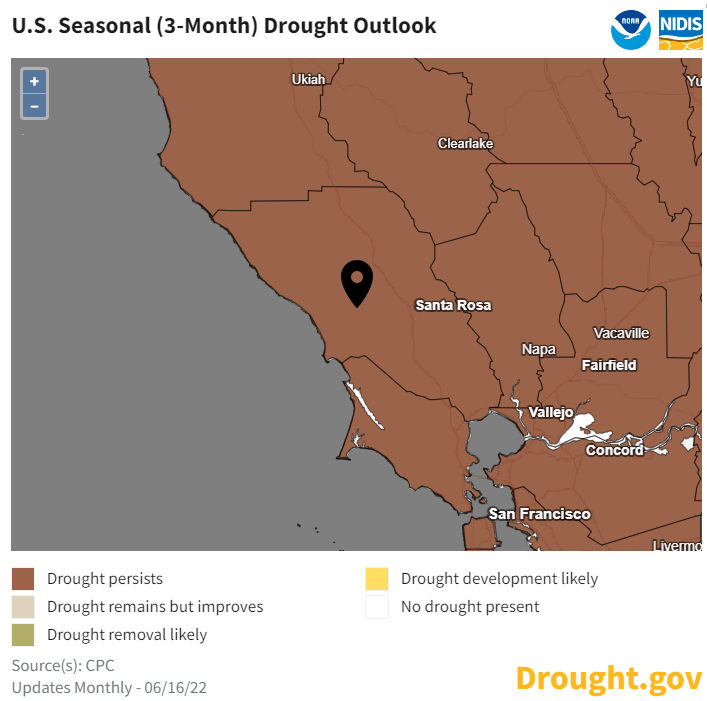 U.S. Seasonal (3-Month) Drought Outlook
NOAA
NIDIS
+
−
Ukiah
Yu
Clearlake
Santa Rosa
Vacaville
Napa
Fairfield
Vallejo
Concord
San Francisco
Livermo
Drought persists
Drought development likely
Drought remains but improves
No drought present
Drought removal likely
Source(s): CPC
Updates Monthly - 06/16/22
Drought.gov